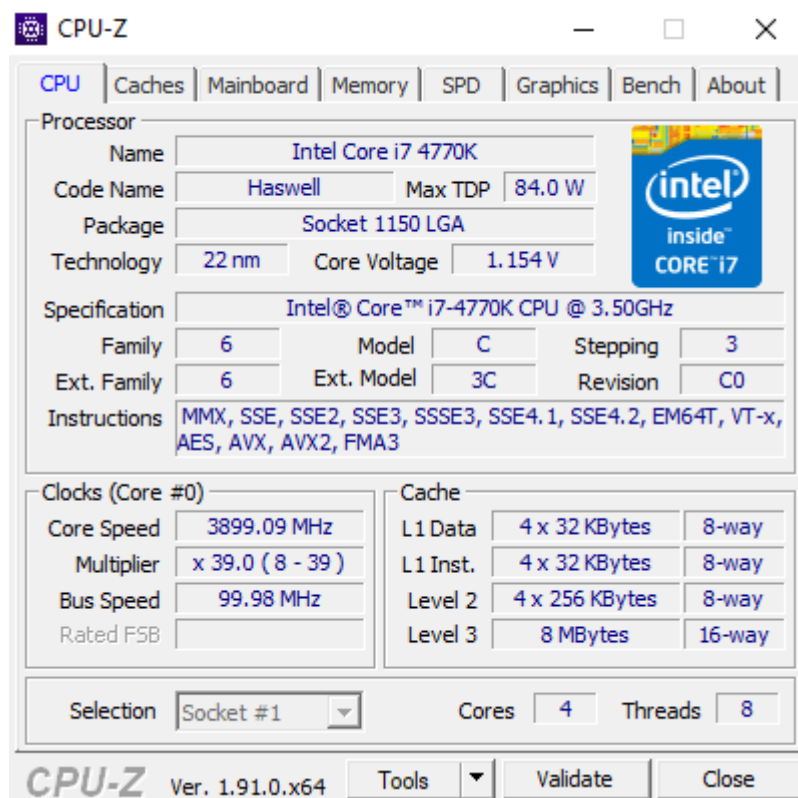 CPU-Z
CPU Caches Mainboard Memory SPD Graphics Bench About
Processor
Name Intel Core i7 4770K
Code Name Haswell Max TDP 84.0 W
Package Socket 1150 LGA
Technology 22 nm Core Voltage 1.154 V
intel
inside™
CORE™ i7
Specification Intel® Core™ i7-4770K CPU @ 3.50GHz
Family 6 Model C Stepping 3
Ext. Family 6 Ext. Model 3C Revision C0
Instructions MMX, SSE, SSE2, SSE3, SSSE3, SSE4.1, SSE4.2, EM64T, VT-x,
AES, AVX, AVX2, FMA3
Clocks (Core #0)
Core Speed 3899.09 MHz
Multiplier x 39.0 ( 8 - 39 )
Bus Speed 99.98 MHz
Rated FSB
Cache
L1 Data 4 x 32 KBytes 8-way
L1 Inst. 4 x 32 KBytes 8-way
Level 2 4 x 256 KBytes 8-way
Level 3 8 MBytes 16-way
Selection Socket #1 Cores 4 Threads 8
CPU-Z Ver. 1.91.0.x64 Tools Validate Close